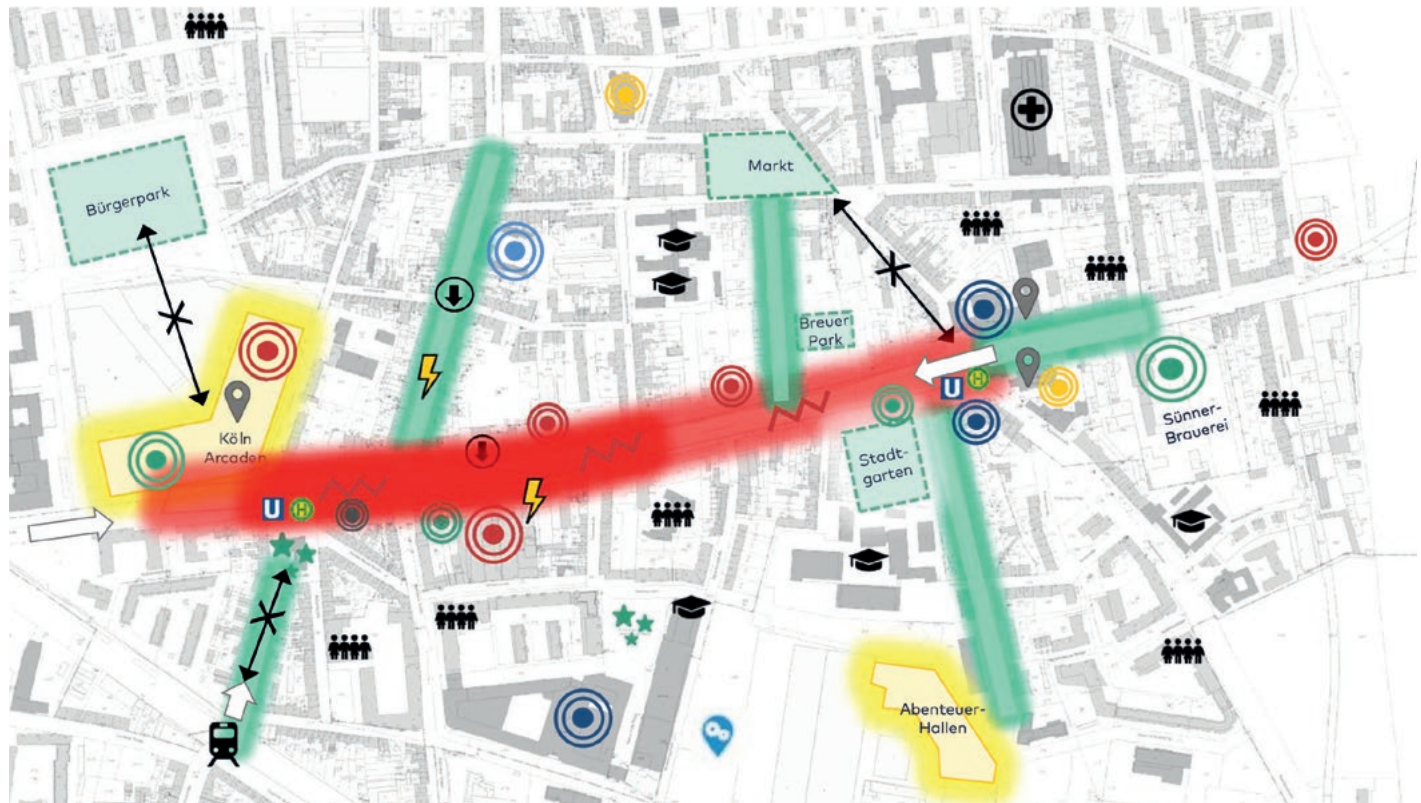 Markt
Bürgerpark
Breuer
Park
Köln
Arcaden
U
H
Sünner-
Brauerei
Stadt-
garten
U
H
Abenteuer-
Hallen